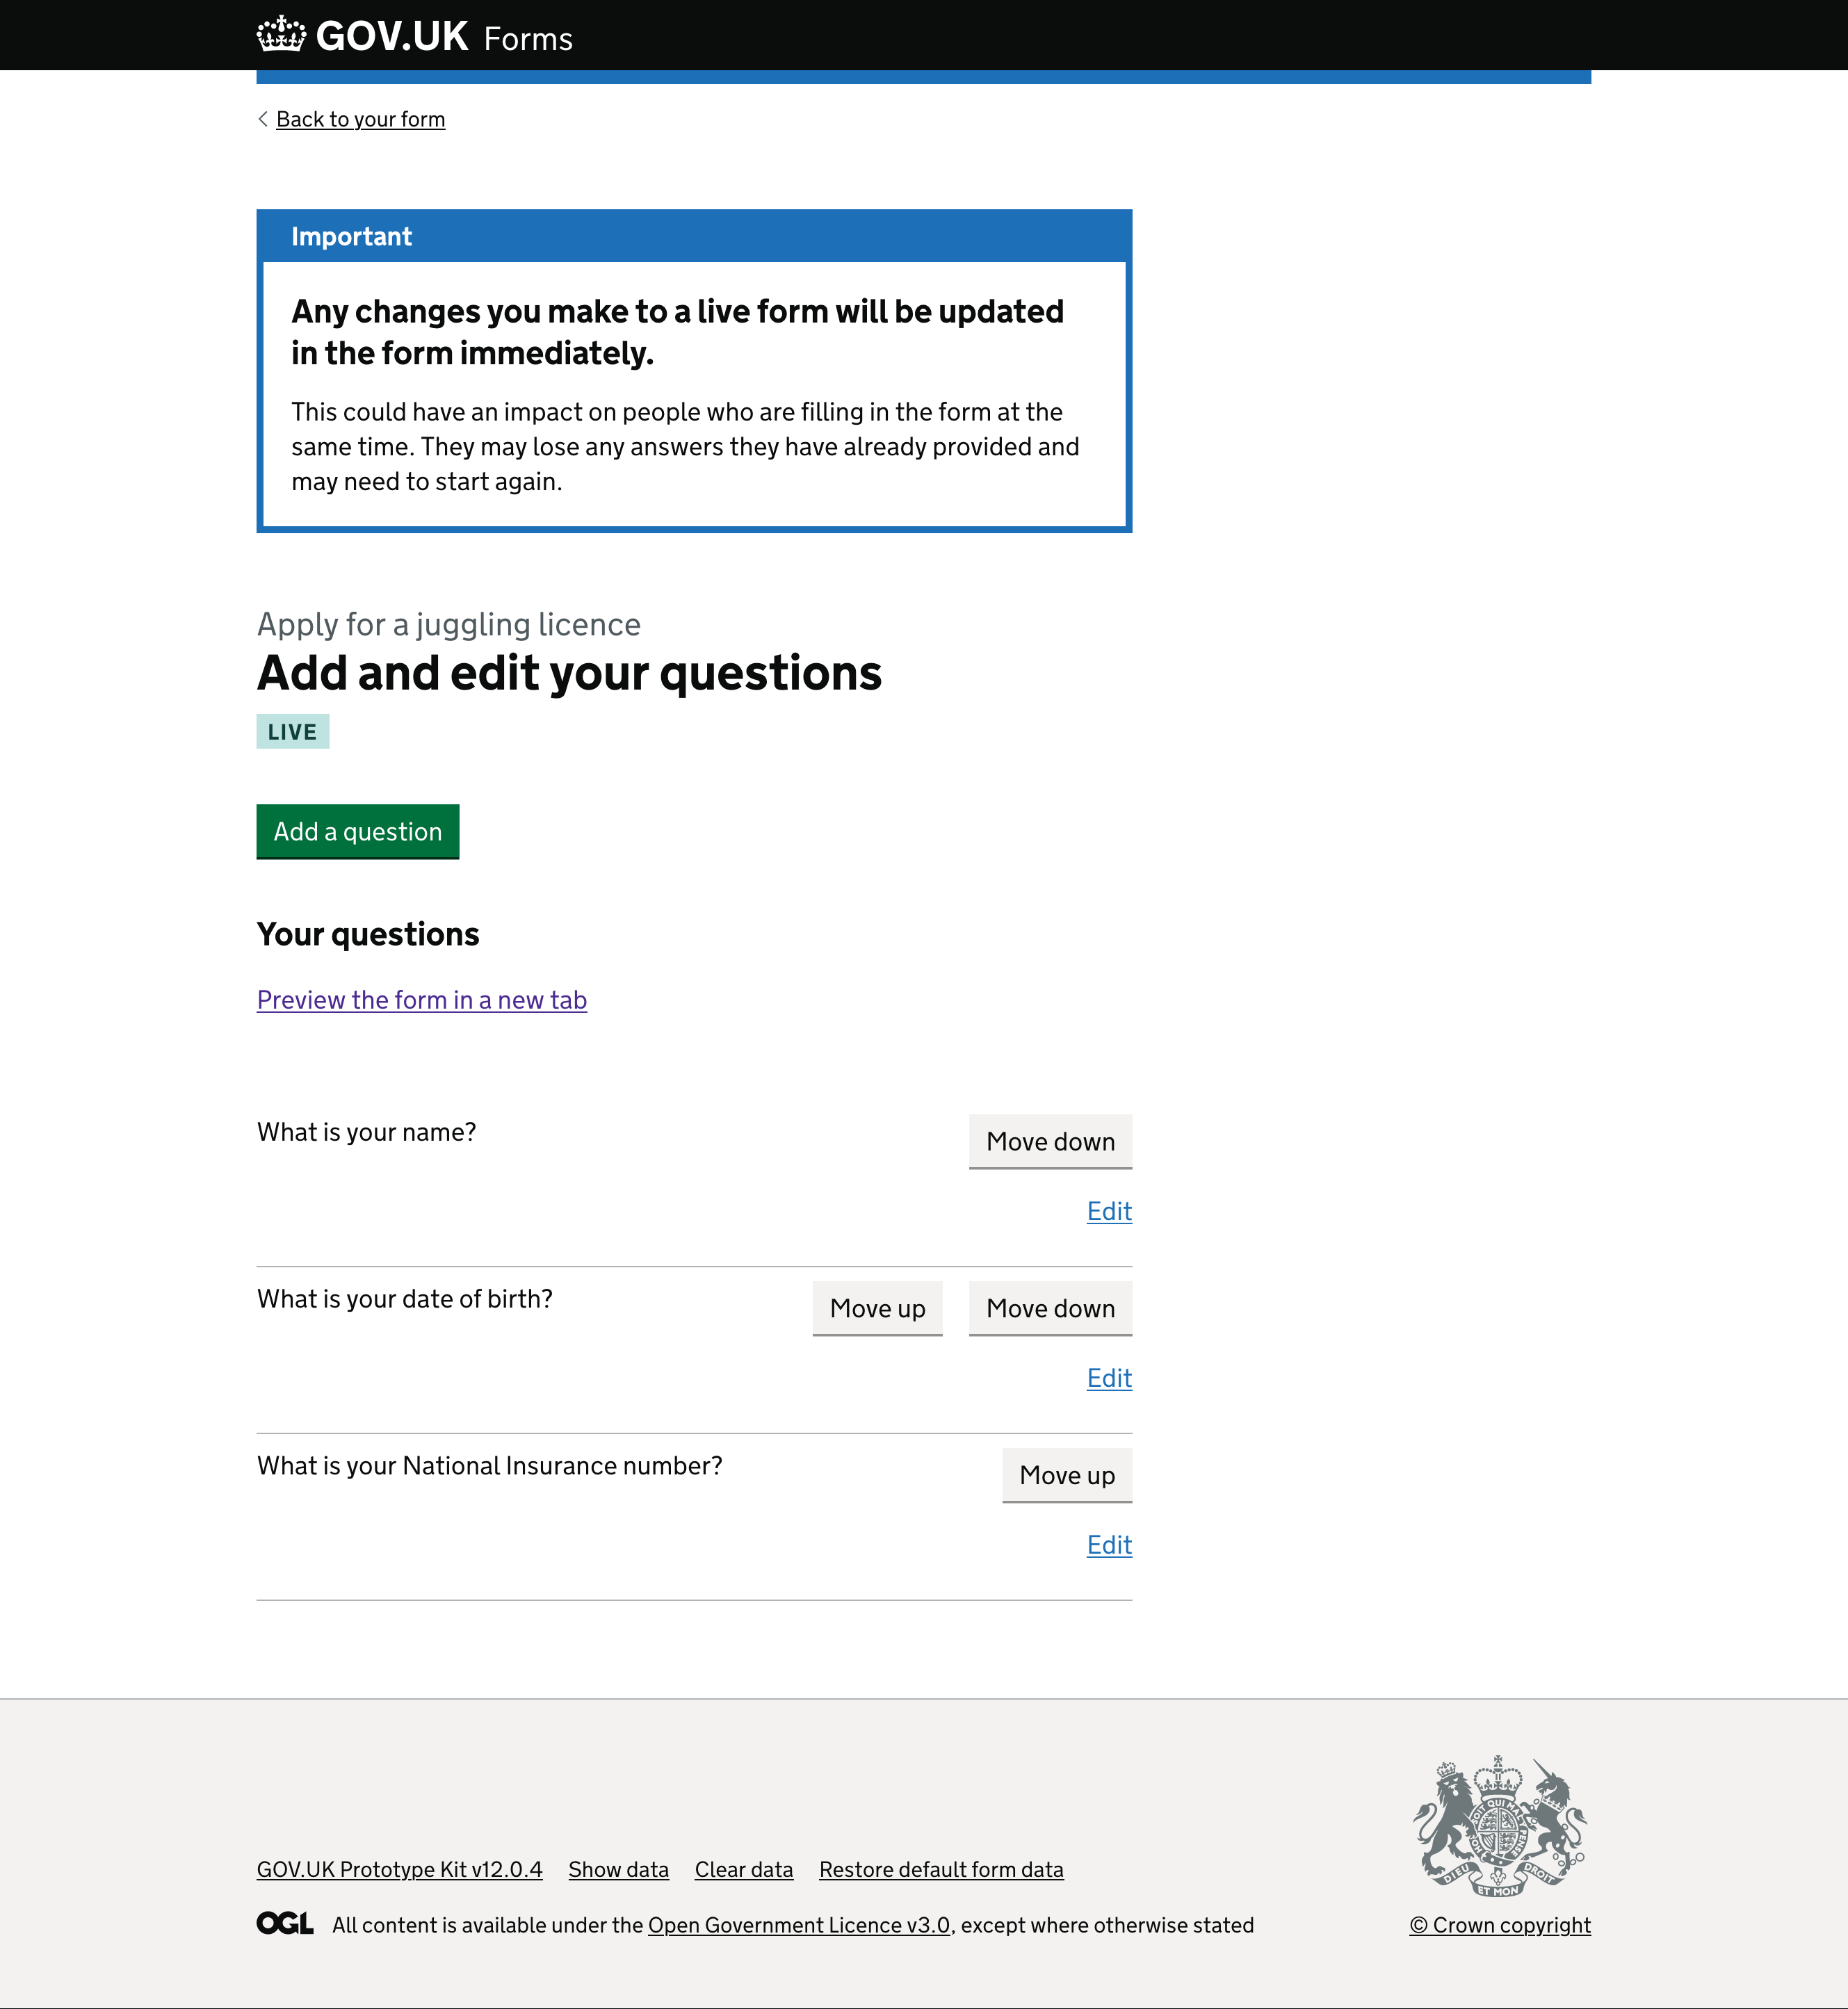 GOV.UK Forms
Back to your form
Important
Any changes you make to a live form will be updated
in the form immediately.
This could have an impact on people who are filling in the form at the
same time. They may lose any answers they have already provided and
may need to start again.
Apply for a juggling licence
Add and edit your questions
LIVE
Add a question
Your questions
Preview the form in a new tab
What is your name?
Move down
Edit
What is your date of birth?
Move up
Move down
Edit
What is your National Insurance number?
Move up
Edit
GOV.UK Prototype Kit v12.0.4
Show data
Clear data
Restore default form data
DIEU ET MON DROIT
OGL
All content is available under the Open Government Licence v3.0, except where otherwise stated
© Crown copyright